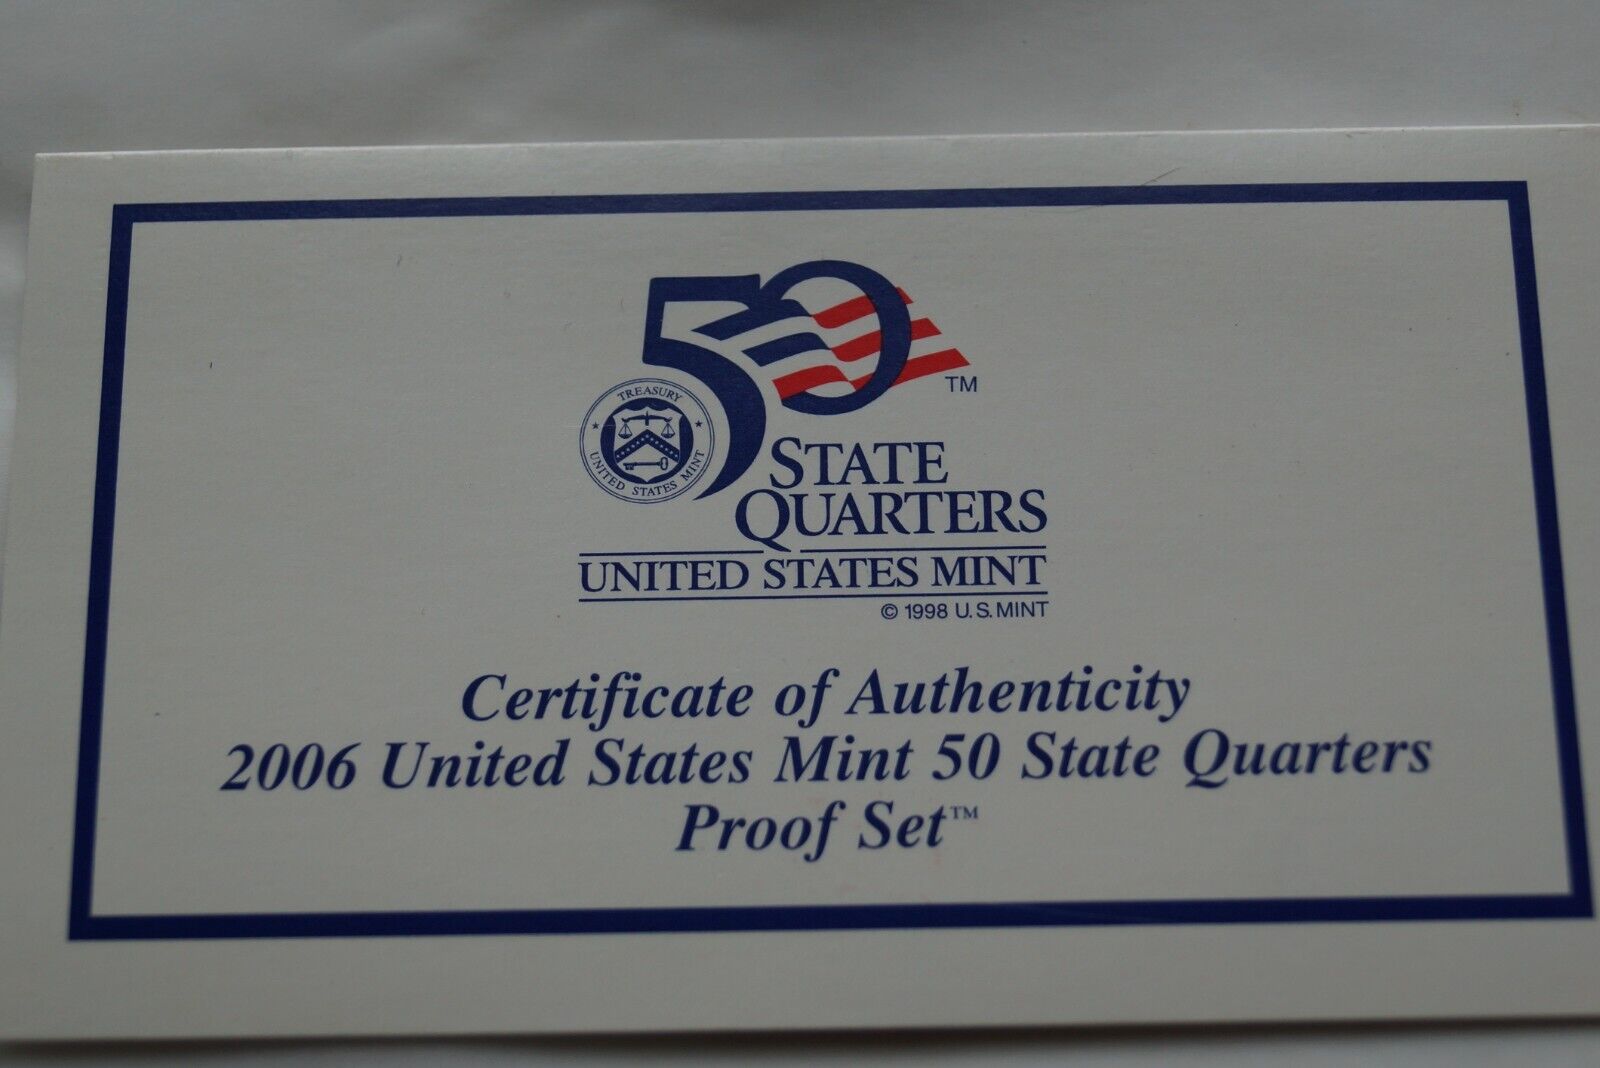 50 TM
TREASURY
UNITED STATES MINT
STATE
QUARTERS
UNITED STATES MINT
© 1998 U.S. MINT
Certificate of Authenticity
2006 United States Mint 50 State Quarters
Proof Set™